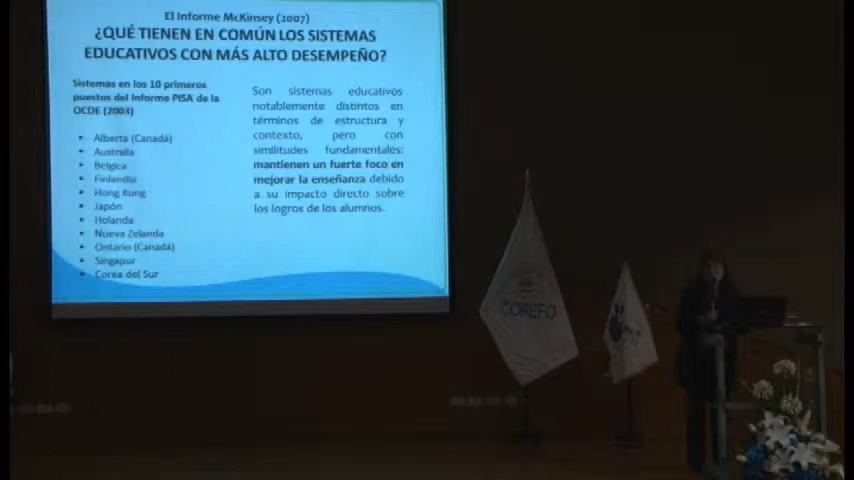 El Informe McKinsey (2007)
¿QUÉ TIENEN EN COMÚN LOS SISTEMAS
EDUCATIVOS CON MÁS ALTO DESEMPEÑO?
Sistemas en los 10 primeros
puestos del Informe PISA de la
OCDE (2003)
• Alberta (Canadá)
• Australia
• Bélgica
• Finlandia
• Hong Kong
• Japón
• Holanda
• Nueva Zelanda
• Ontario (Canadá)
• Singapur
• Corea del Sur
Son sistemas educativos
notablemente distintos en
términos de estructura y
contexto, pero con
similitudes fundamentales:
mantienen un fuerte foco en
mejorar la enseñanza debido
a su impacto directo sobre
los logros de los alumnos.
COREFO